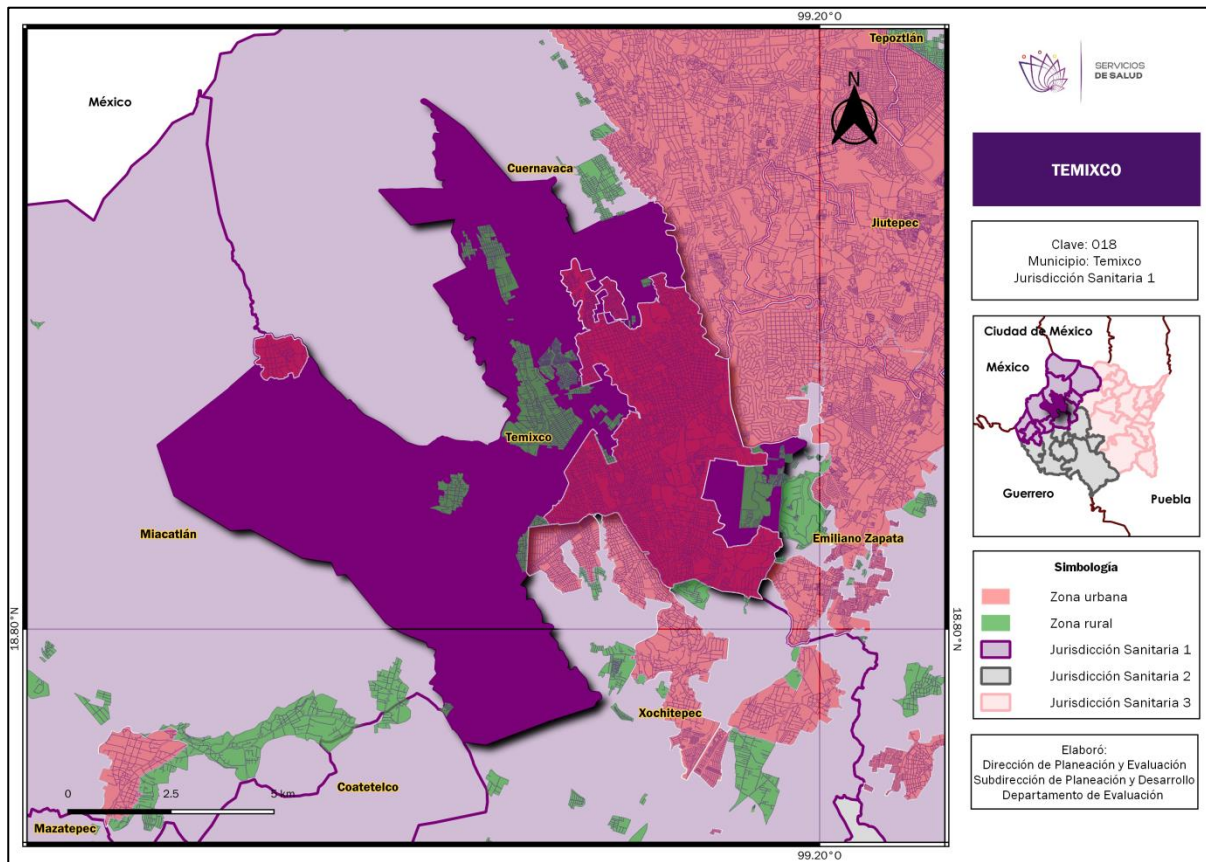 99.20°O
Tepoztlán
México
N
Cuernavaca
Jiutepec
Temixco
Miacatlán
Emiliano Zapata
18.80°N
18.80°N
Xochitepec
Coatetelco
0 2.5 5 km
Mazatepec
99.20°O
SERVICIOS
DE SALUD
TEMIXCO
Clave: 018
Municipio: Temixco
Jurisdicción Sanitaria 1
Ciudad de México
México
Guerrero
Puebla
Simbología
Zona urbana
Zona rural
Jurisdicción Sanitaria 1
Jurisdicción Sanitaria 2
Jurisdicción Sanitaria 3
Elaboró:
Dirección de Planeación y Evaluación
Subdirección de Planeación y Desarrollo
Departamento de Evaluación